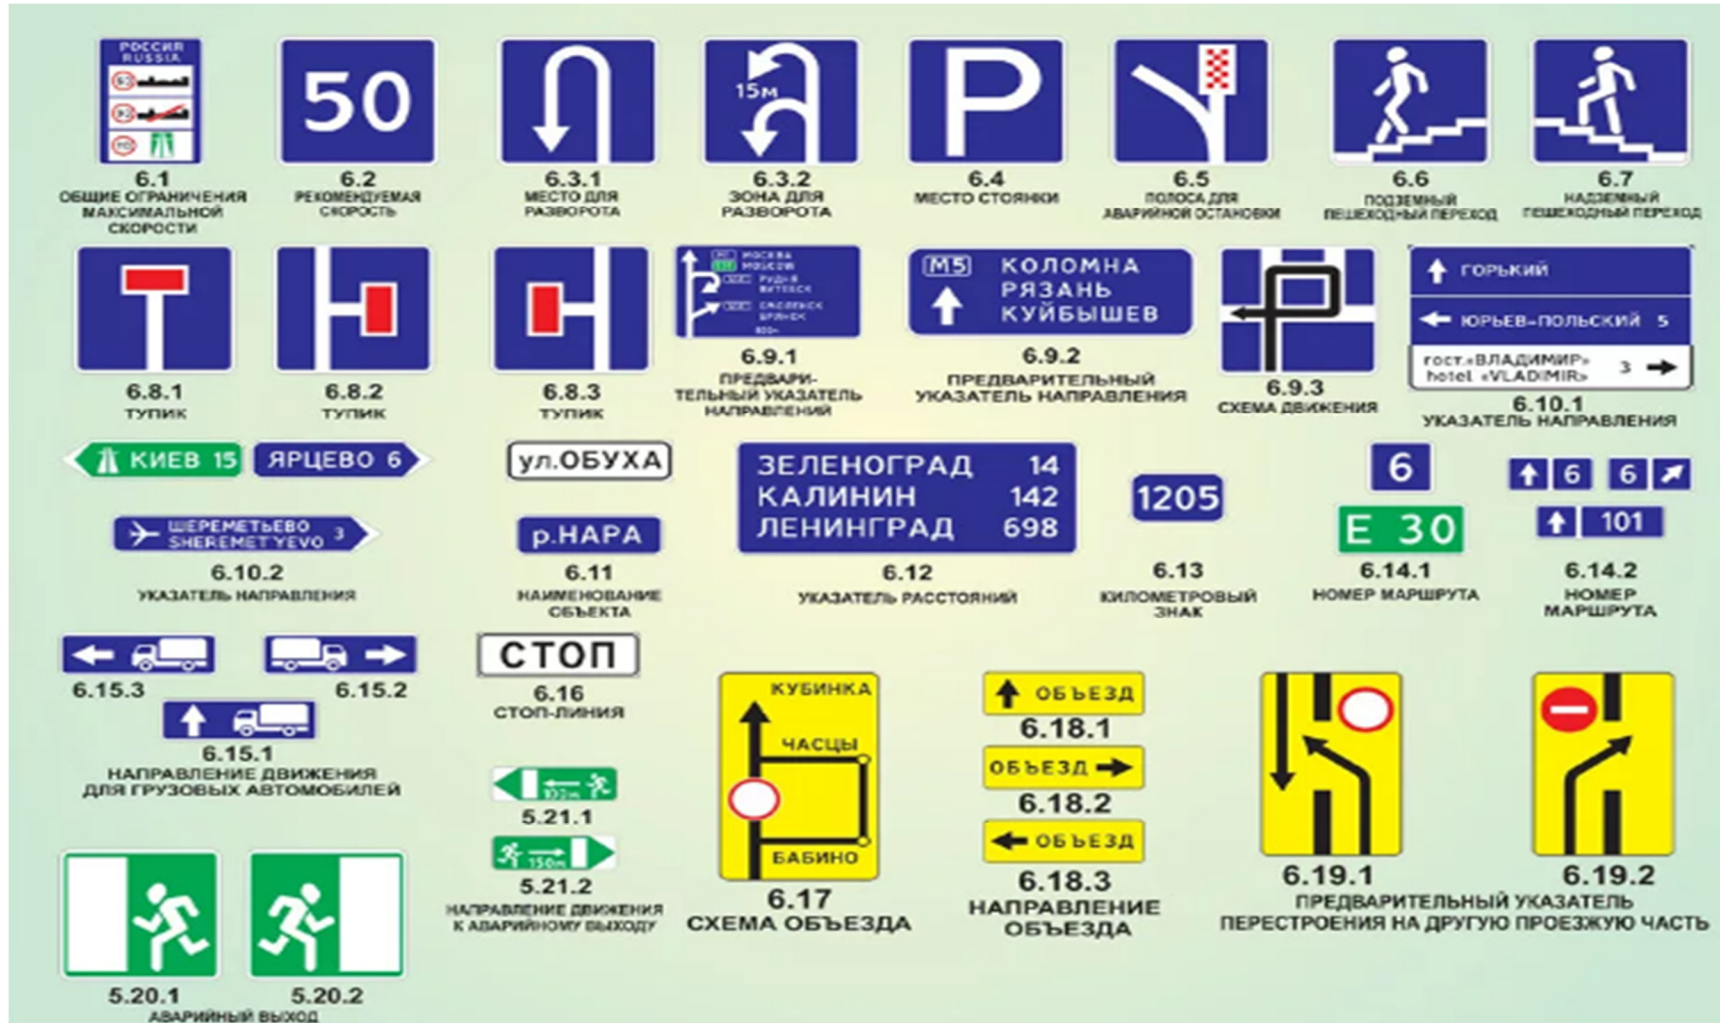 РОССИЯ
RUSSIA
50
15м
P
6.1
ОБЩИЕ ОГРАНИЧЕНИЯ
МАКСИМАЛЬНОЙ
СКОРОСТИ
6.2
РЕКОМЕНДУЕМАЯ
СКОРОСТЬ
6.3.1
МЕСТО ДЛЯ
РАЗВОРОТА
6.3.2
ЗОНА ДЛЯ
РАЗВОРОТА
6.4
МЕСТО СТОЯНКИ
6.5
ПОЛОСА ДЛЯ
АВАРИЙНОЙ ОСТАНОВКИ
6.6
ПОДЗЕМНЫЙ
ПЕШЕХОДНЫЙ ПЕРЕХОД
6.7
НАДЗЕМНЫЙ
ПЕШЕХОДНЫЙ ПЕРЕХОД
6.8.1
ТУПИК
6.8.2
ТУПИК
6.8.3
ТУПИК
МОСКВА
MOSCOW
РУДНЯ
ВИТЕБСК
СМОЛЕНСК
БРЯНСК
6.9.1
ПРЕДВАРИ-
ТЕЛЬНЫЙ УКАЗАТЕЛЬ
НАПРАВЛЕНИЙ
М5 КОЛОМНА
РЯЗАНЬ
КУЙБЫШЕВ
6.9.2
ПРЕДВАРИТЕЛЬНЫЙ
УКАЗАТЕЛЬ НАПРАВЛЕНИЯ
6.9.3
СХЕМА ДВИЖЕНИЯ
ГОРЬКИЙ
ЮРЬЕВ-ПОЛЬСКИЙ 5
гост.«ВЛАДИМИР»
hotel «VLADIMIR» 3
6.10.1
УКАЗАТЕЛЬ НАПРАВЛЕНИЯ
КИЕВ 15
ЯРЦЕВО 6
ШЕРЕМЕТЬЕВО
SHEREMET'YEVO 3
6.10.2
УКАЗАТЕЛЬ НАПРАВЛЕНИЯ
ул.ОБУХА
р.НАРА
6.11
НАИМЕНОВАНИЕ
ОБЪЕКТА
ЗЕЛЕНОГРАД 14
КАЛИНИН 142
ЛЕНИНГРАД 698
6.12
УКАЗАТЕЛЬ РАССТОЯНИЙ
1205
6.13
КИЛОМЕТРОВЫЙ
ЗНАК
6
E 30
6.14.1
НОМЕР МАРШРУТА
6 6
101
6.14.2
НОМЕР
МАРШРУТА
6.15.3
6.15.2
6.15.1
НАПРАВЛЕНИЕ ДВИЖЕНИЯ
ДЛЯ ГРУЗОВЫХ АВТОМОБИЛЕЙ
СТОП
6.16
СТОП-ЛИНИЯ
100м
5.21.1
150м
5.21.2
НАПРАВЛЕНИЕ ДВИЖЕНИЯ
К АВАРИЙНОМУ ВЫХОДУ
КУБИНКА
ЧАСЦЫ
БАБИНО
6.17
СХЕМА ОБЪЕЗДА
ОБЪЕЗД
6.18.1
ОБЪЕЗД
6.18.2
ОБЪЕЗД
6.18.3
НАПРАВЛЕНИЕ
ОБЪЕЗДА
6.19.1
6.19.2
ПРЕДВАРИТЕЛЬНЫЙ УКАЗАТЕЛЬ
ПЕРЕСТРОЕНИЯ НА ДРУГУЮ ПРОЕЗЖУЮ ЧАСТЬ
5.20.1
5.20.2
АВАРИЙНЫЙ ВЫХОД